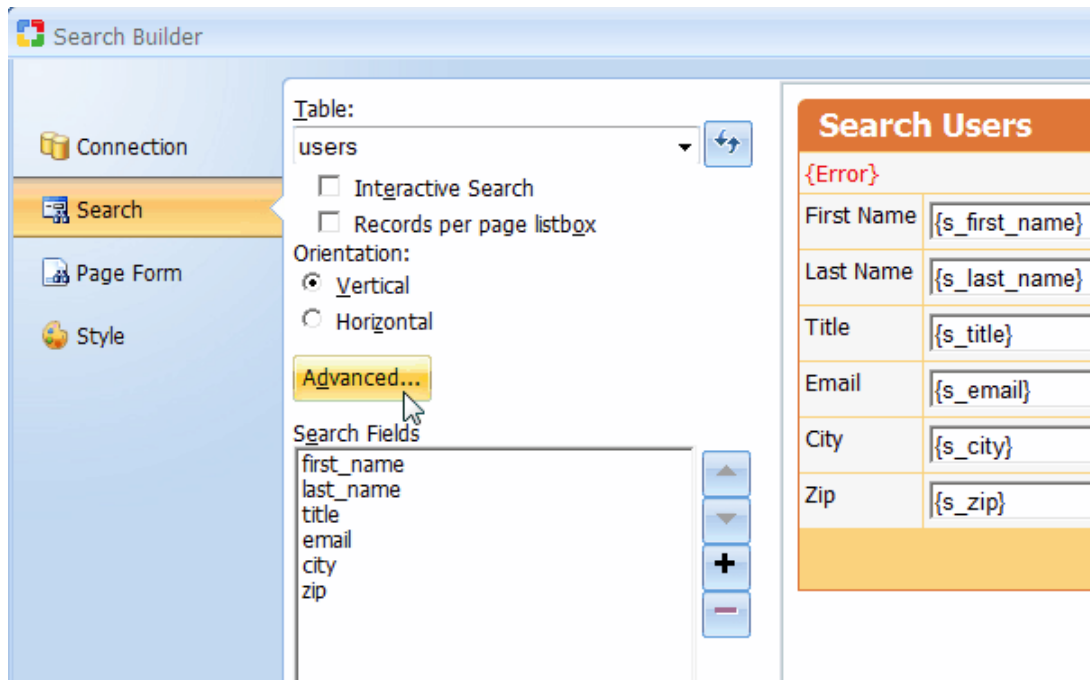 Search Builder
Connection
Search
Page Form
Style
Table:
users
Interactive Search
Records per page listbox
Orientation:
Vertical
Horizontal
Advanced...
Search Fields
first_name
last_name
title
email
city
zip
Search Users
{Error}
First Name {s_first_name}
Last Name {s_last_name}
Title {s_title}
Email {s_email}
City {s_city}
Zip {s_zip}